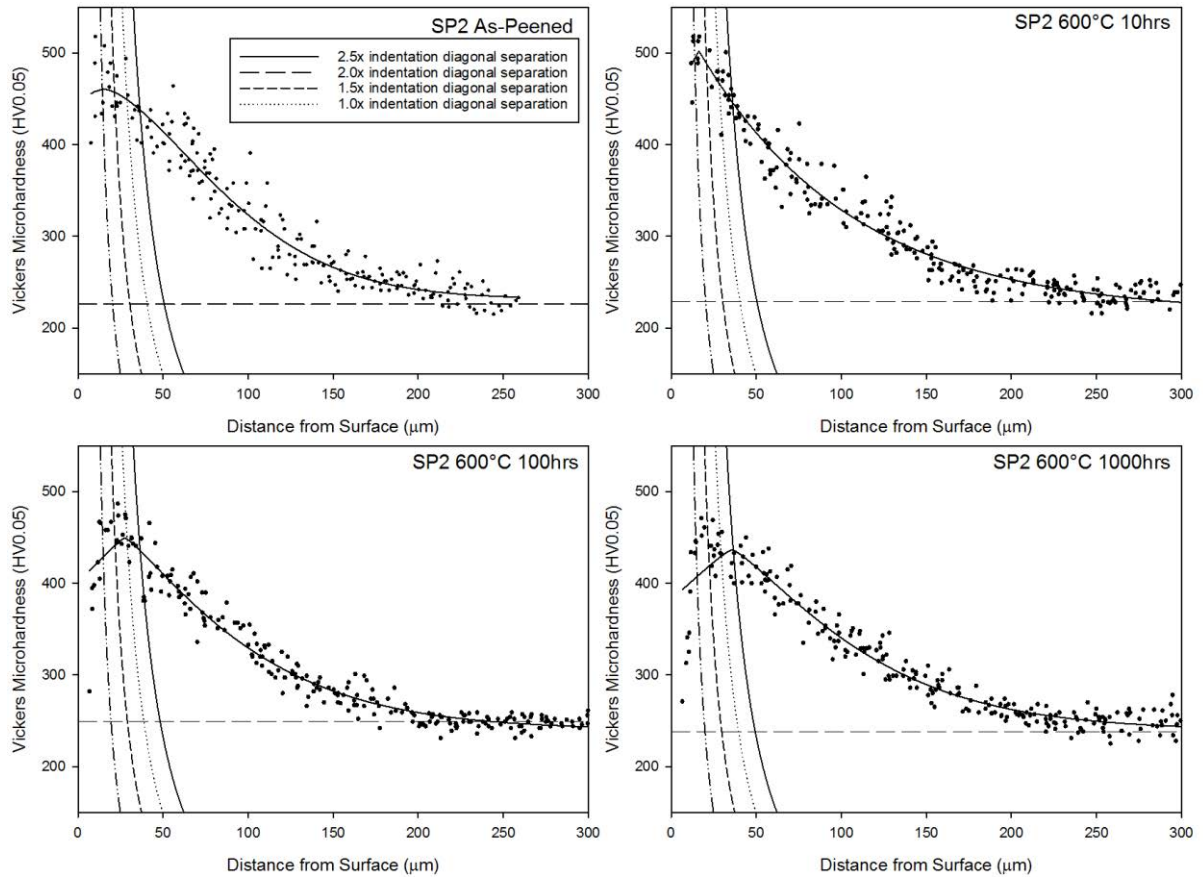 SP2 As-Peened
2.5x indentation diagonal separation
2.0x indentation diagonal separation
1.5x indentation diagonal separation
1.0x indentation diagonal separation
Vickers Microhardness (HV0.05)
500
400
300
200
0 50 100 150 200 250 300
Distance from Surface (μm)
SP2 600°C 10hrs
Vickers Microhardness (HV0.05)
500
400
300
200
0 50 100 150 200 250 300
Distance from Surface (μm)
SP2 600°C 100hrs
Vickers Microhardness (HV0.05)
500
400
300
200
0 50 100 150 200 250 300
Distance from Surface (μm)
SP2 600°C 1000hrs
Vickers Microhardness (HV0.05)
500
400
300
200
0 50 100 150 200 250 300
Distance from Surface (μm)